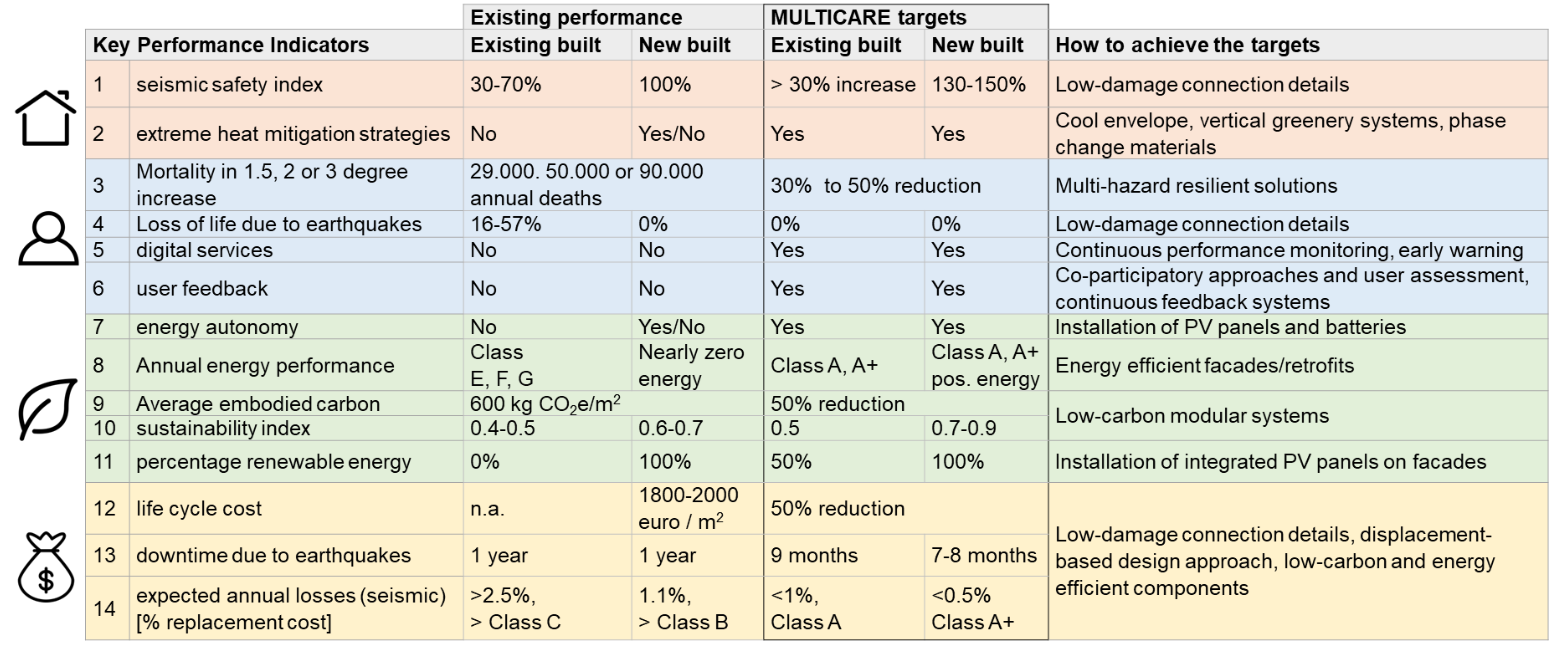 Existing performance MULTICARE targets
Key Performance Indicators Existing built New built Existing built New built How to achieve the targets
1 seismic safety index 30-70% 100% > 30% increase 130-150% Low-damage connection details
2 extreme heat mitigation strategies No Yes/No Yes Yes Cool envelope, vertical greenery systems, phase
change materials
3 Mortality in 1.5, 2 or 3 degree
increase 29.000. 50.000 or 90.000
annual deaths 30% to 50% reduction Multi-hazard resilient solutions
4 Loss of life due to earthquakes 16-57% 0% 0% 0% Low-damage connection details
5 digital services No No Yes Yes Continuous performance monitoring, early warning
6 user feedback No No Yes Yes Co-participatory approaches and user assessment,
continuous feedback systems
7 energy autonomy No Yes/No Yes Yes Installation of PV panels and batteries
8 Annual energy performance Class
E, F, G Nearly zero
energy Class A, A+ Class A, A+
pos. energy Energy efficient facades/retrofits
9 Average embodied carbon 600 kg CO₂e/m² 50% reduction Low-carbon modular systems
10 sustainability index 0.4-0.5 0.6-0.7 0.5 0.7-0.9
11 percentage renewable energy 0% 100% 50% 100% Installation of integrated PV panels on facades
12 life cycle cost n.a. 1800-2000
euro / m² 50% reduction Low-damage connection details, displacement-
based design approach, low-carbon and energy
efficient components
13 downtime due to earthquakes 1 year 1 year 9 months 7-8 months
14 expected annual losses (seismic)
[% replacement cost] >2.5%,
> Class C 1.1%,
> Class B <1%,
Class A <0.5%
Class A+
$